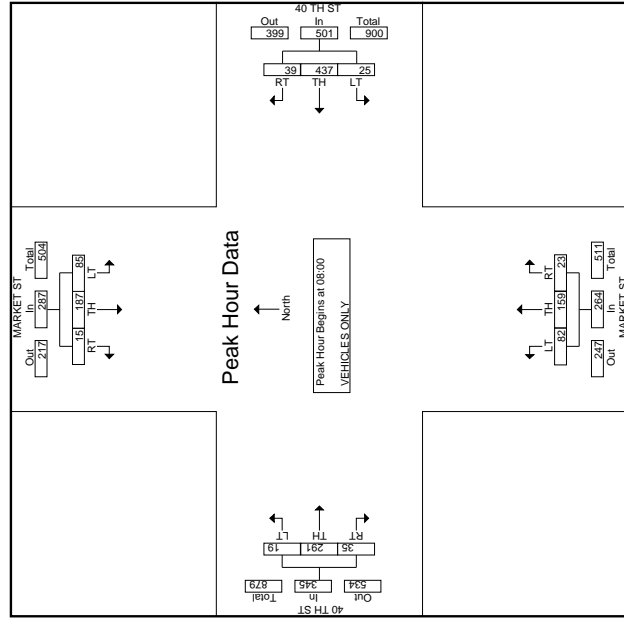 40 TH ST
Out In Total
399 501 900
39 437 25
RT TH LT
MARKET ST
Out In Total
217 287 504
15 187 85
RT TH LT
Peak Hour Data
North
Peak Hour Begins at 08:00
VEHICLES ONLY
LT TH RT
82 159 23
Out In Total
247 264 511
MARKET ST
LT TH RT
19 291 35
Total In Out
879 345 534
40 TH ST